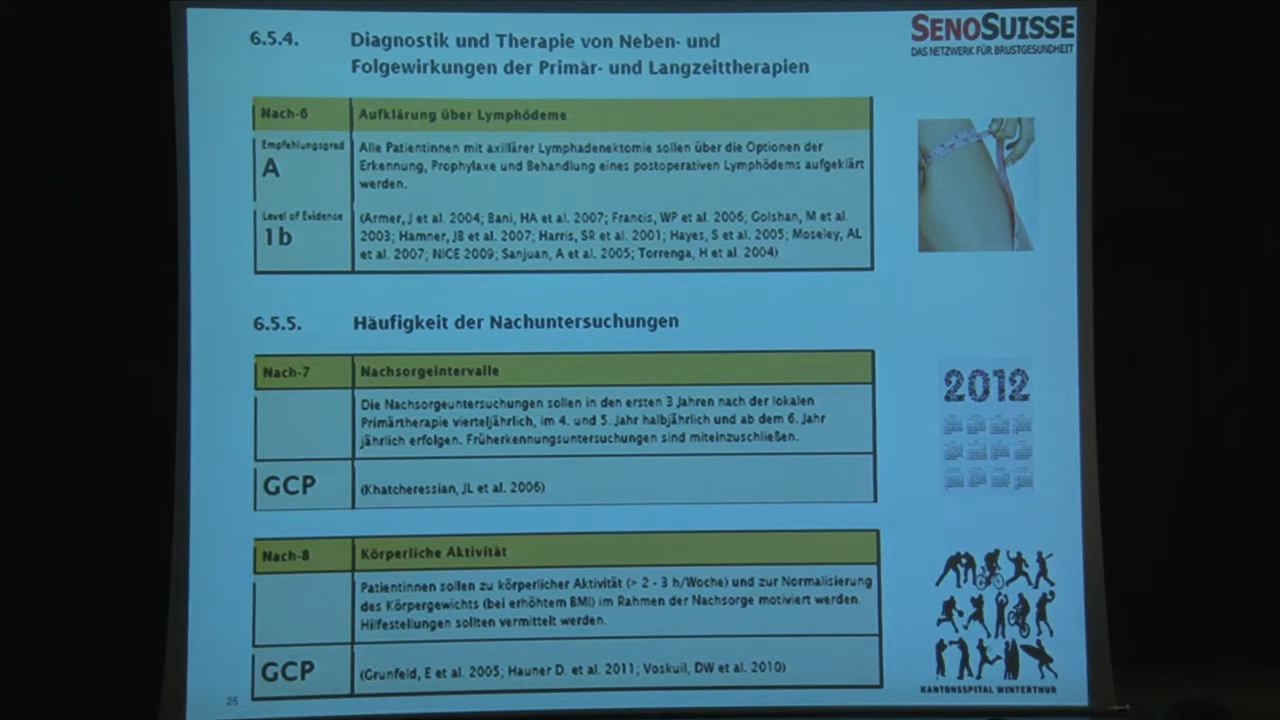 SENOSUISSE
DAS NETZWERK FÜR BRUSTGESUNDHEIT
6.5.4. Diagnostik und Therapie von Neben- und
Folgewirkungen der Primär- und Langzeittherapien
Nach-6 Aufklärung über Lymphödeme
Empfehlungsgrad
A
Alle Patientinnen mit axillärer Lymphadenektomie sollen über die Optionen der
Erkennung, Prophylaxe und Behandlung eines postoperativen Lymphödems aufgeklärt
werden.
Level of Evidence
1b
(Armer, J et al. 2004; Bani, HA et al. 2007; Francis, WP et al. 2006; Golshan, M et al.
2003; Hamner, JB et al. 2007; Harris, SR et al. 2001; Hayes, S et al. 2005; Moseley, AL
et al. 2007; NICE 2009; Sanjuan, A et al. 2005; Torrenga, H et al. 2004)
6.5.5. Häufigkeit der Nachuntersuchungen
Nach-7 Nachsorgeintervalle
Die Nachsorgeuntersuchungen sollen in den ersten 3 Jahren nach der lokalen
Primärtherapie vierteljährlich, im 4. und 5. Jahr halbjährlich und ab dem 6. Jahr
jährlich erfolgen. Früherkennungsuntersuchungen sind miteinzuschließen.
GCP (Khatcheressian, JL et al. 2006)
2012
Nach-8 Körperliche Aktivität
Patientinnen sollen zu körperlicher Aktivität (> 2 - 3 h/Woche) und zur Normalisierung
des Körpergewichts (bei erhöhtem BMI) im Rahmen der Nachsorge motiviert werden.
Hilfestellungen sollten vermittelt werden.
GCP (Grunfeld, E et al. 2005; Hauner D. et al. 2011; Voskuil, DW et al. 2010)
KANTONSSPITAL WINTERTHUR
25